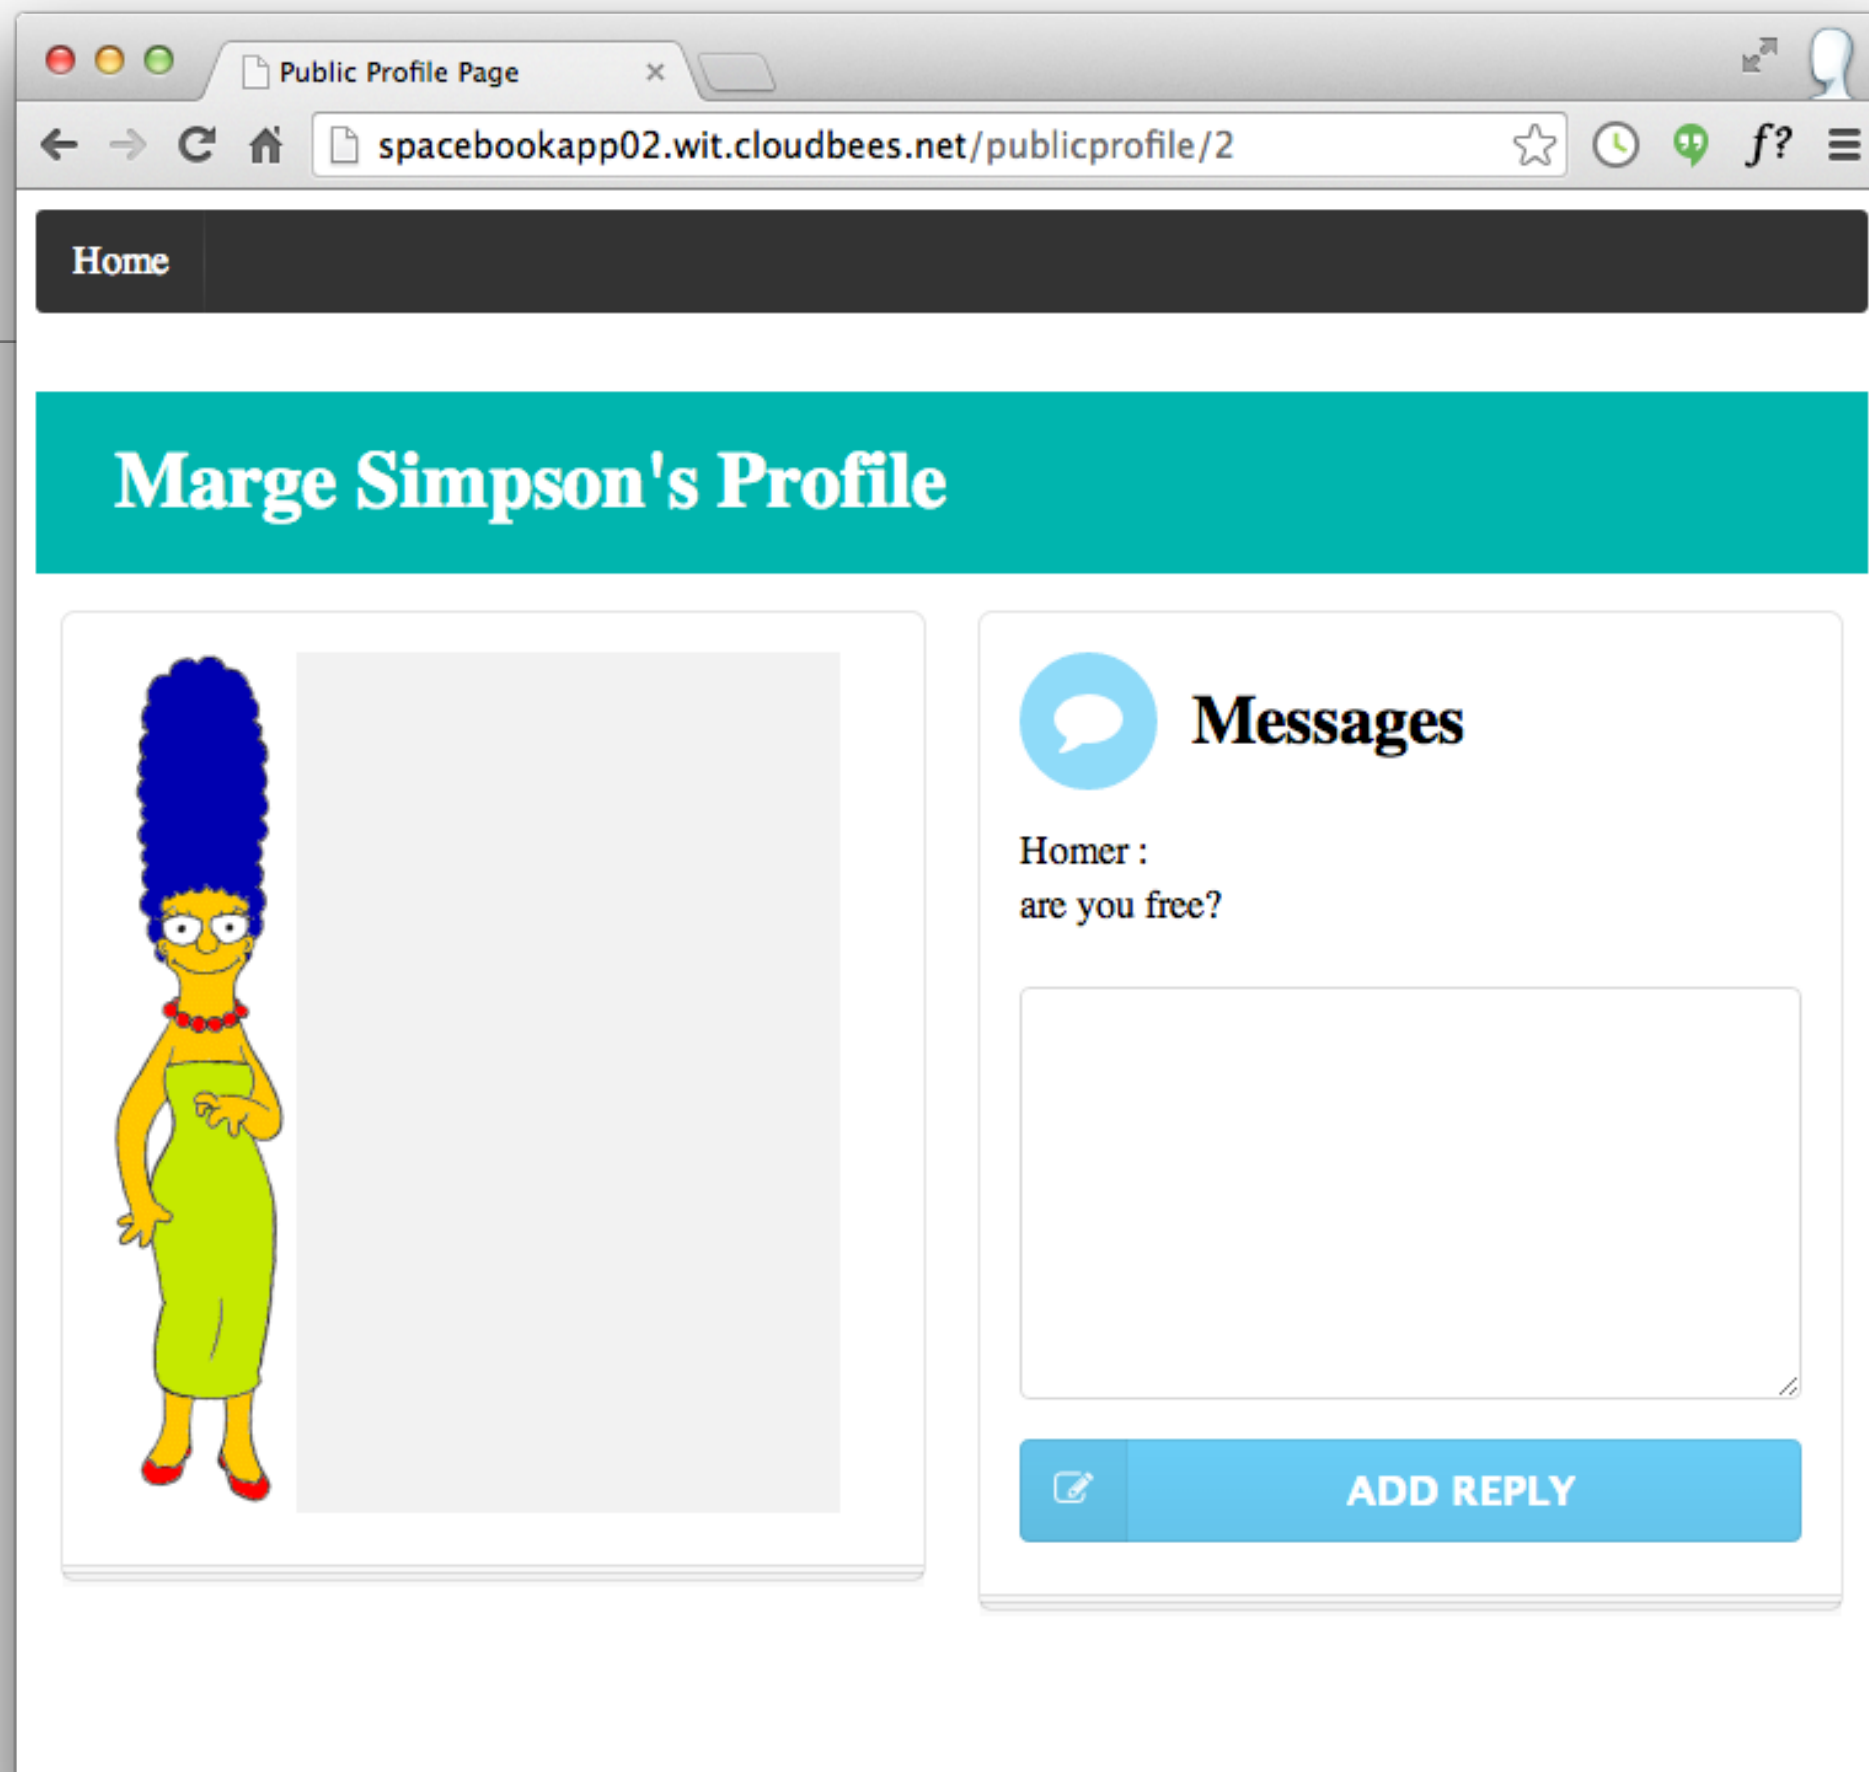 Public Profile Page
spacebookapp02.wit.cloudbees.net/publicprofile/2
f?
Home
Marge Simpson's Profile
Messages
Homer :
are you free?
ADD REPLY